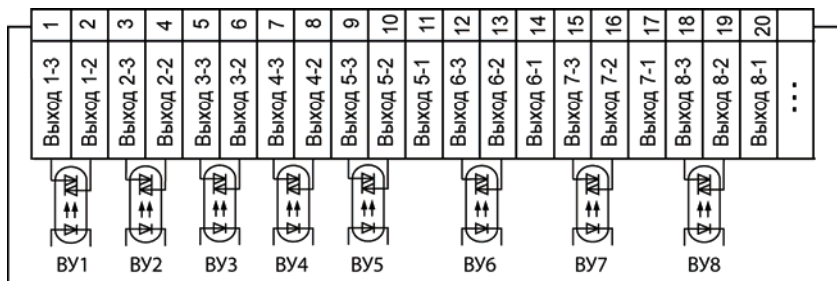 1 2 3 4 5 6 7 8 9 10 11 12 13 14 15 16 17 18 19 20
Выход 1-3 Выход 1-2 Выход 2-3 Выход 2-2 Выход 3-3 Выход 3-2 Выход 4-3 Выход 4-2 Выход 5-3 Выход 5-2 Выход 5-1 Выход 6-3 Выход 6-2 Выход 6-1 Выход 7-3 Выход 7-2 Выход 7-1 Выход 8-3 Выход 8-2 Выход 8-1 ...
ВУ1 ВУ2 ВУ3 ВУ4 ВУ5 ВУ6 ВУ7 ВУ8